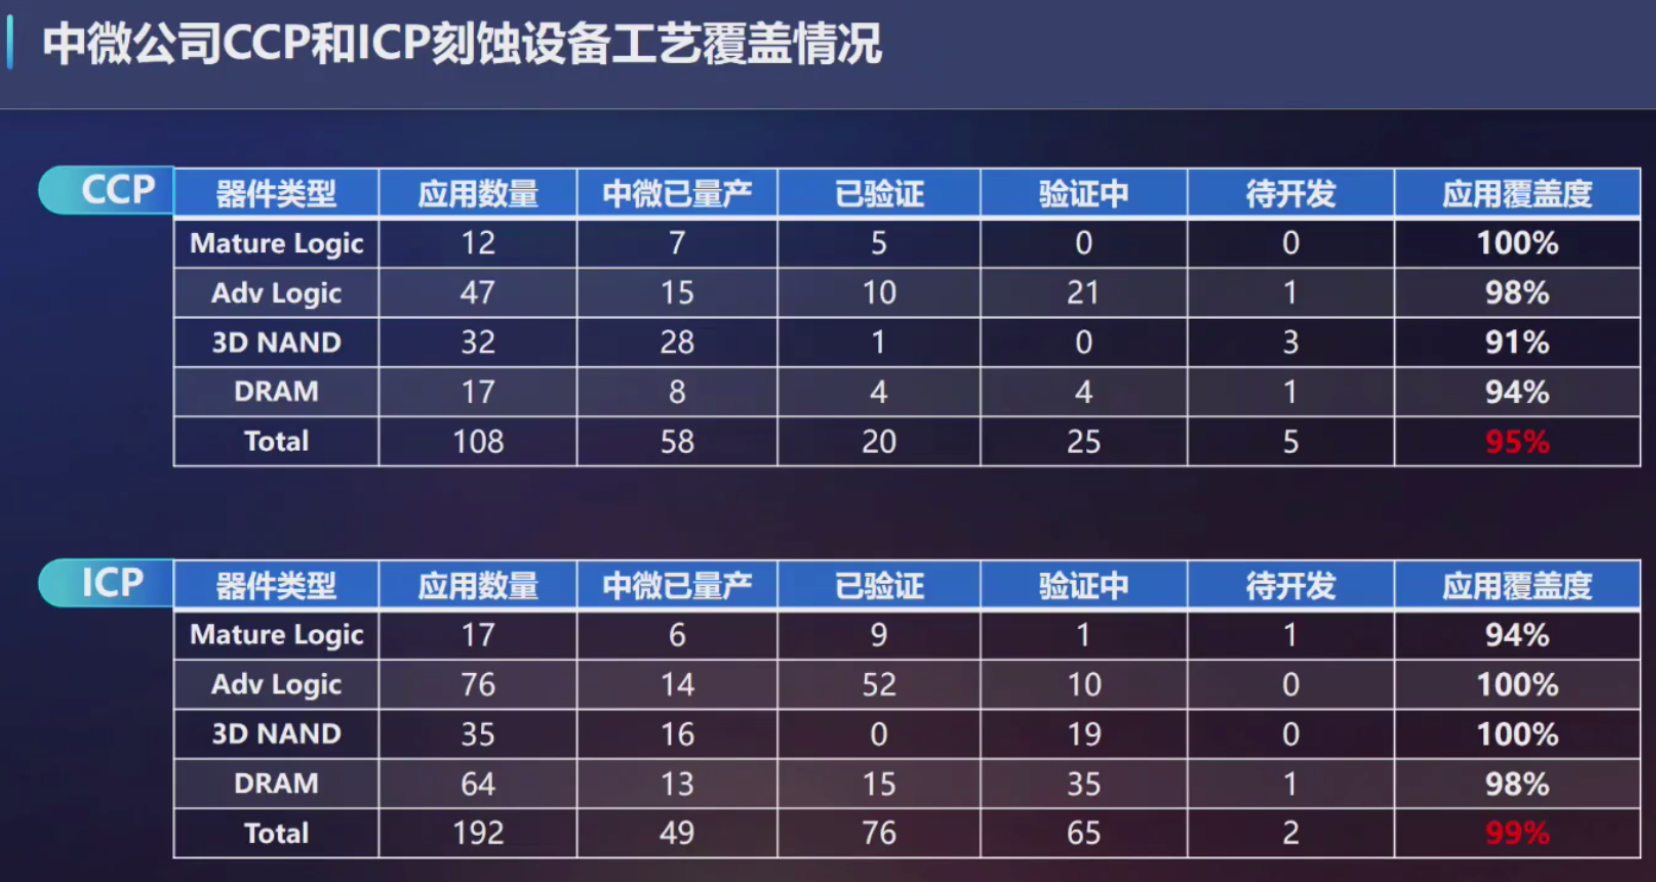 中微公司CCP和ICP刻蚀设备工艺覆盖情况
CCP 器件类型 应用数量 中微已量产 已验证 验证中 待开发 应用覆盖度
Mature Logic 12 7 5 0 0 100%
Adv Logic 47 15 10 21 1 98%
3D NAND 32 28 1 0 3 91%
DRAM 17 8 4 4 1 94%
Total 108 58 20 25 5 95%
ICP 器件类型 应用数量 中微已量产 已验证 验证中 待开发 应用覆盖度
Mature Logic 17 6 9 1 1 94%
Adv Logic 76 14 52 10 0 100%
3D NAND 35 16 0 19 0 100%
DRAM 64 13 15 35 1 98%
Total 192 49 76 65 2 99%